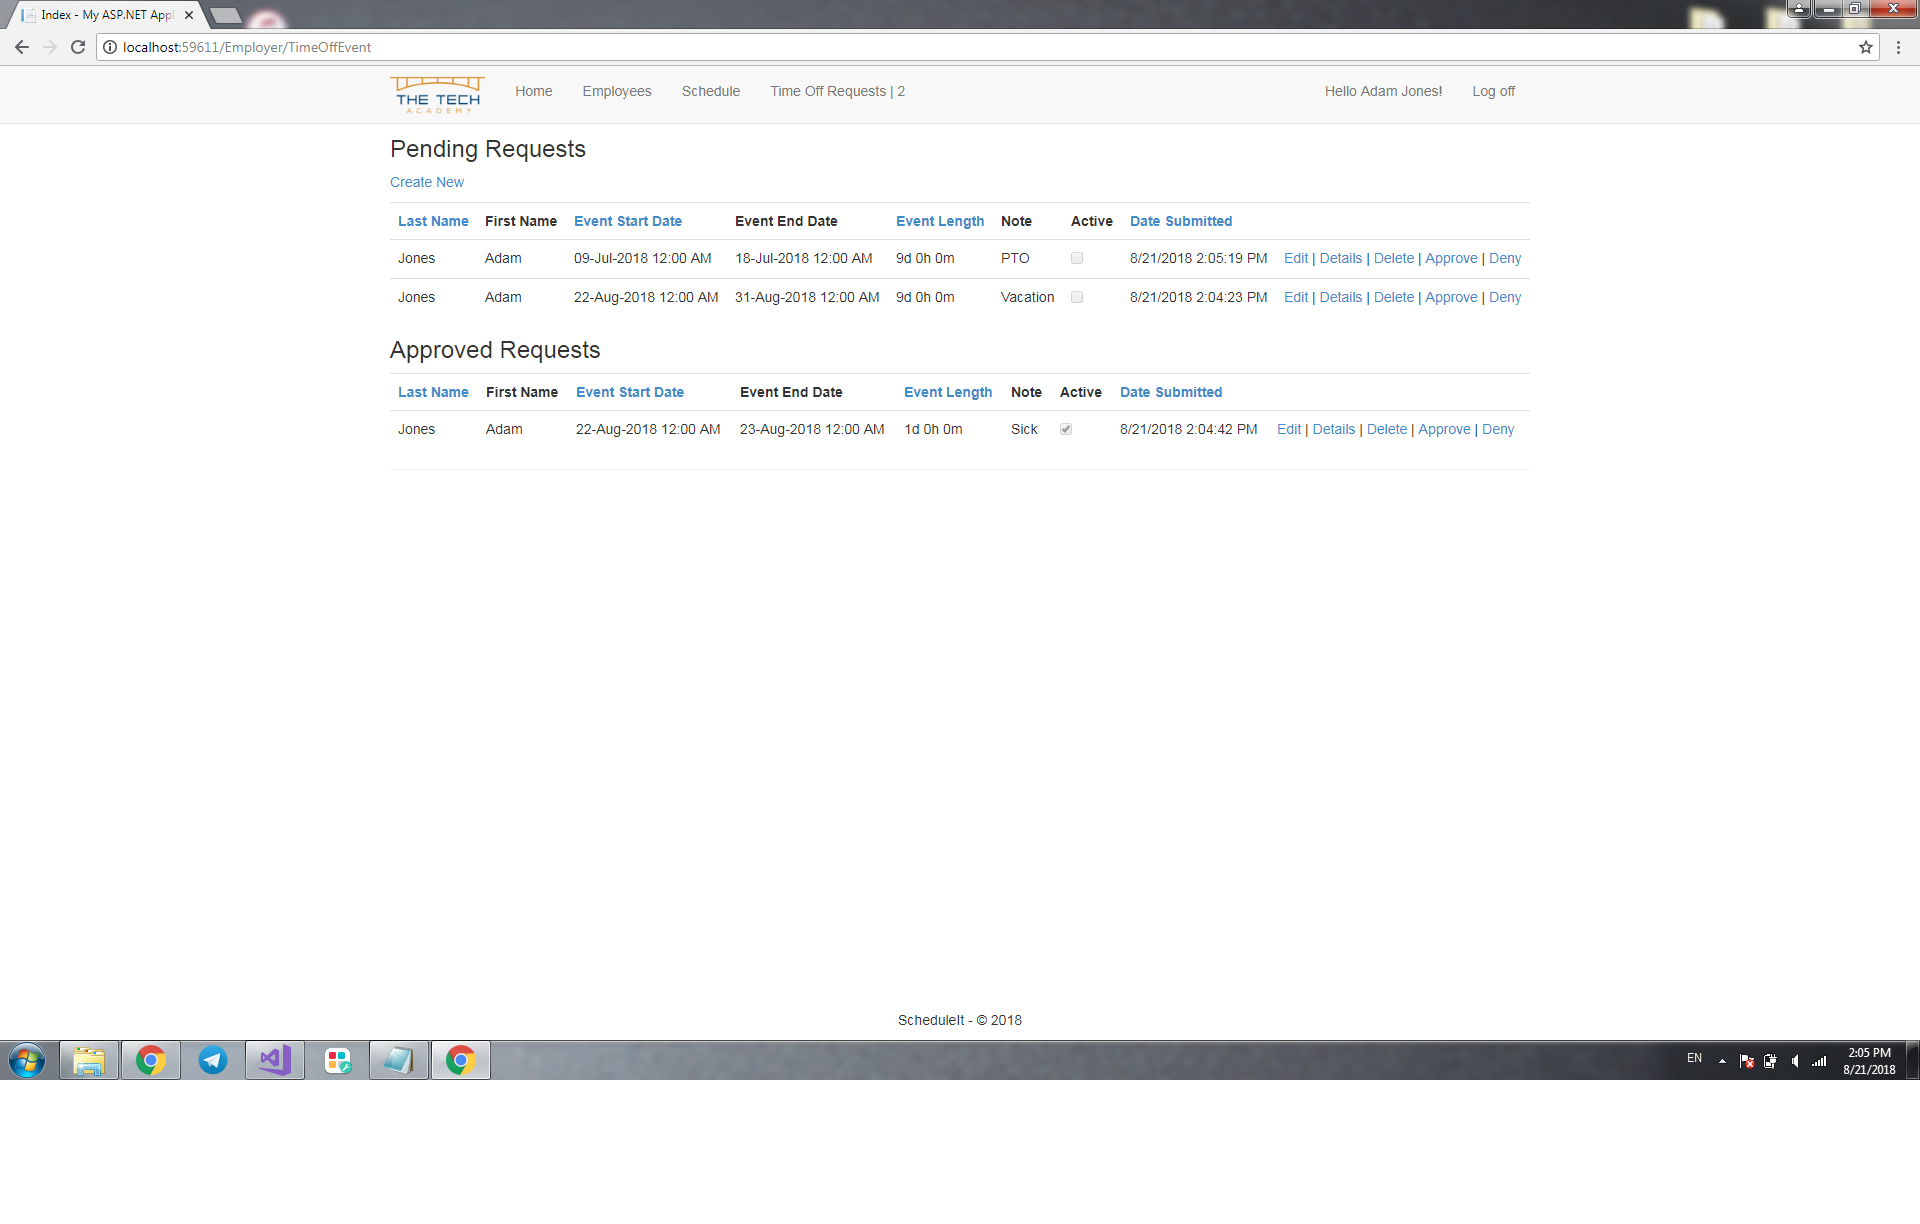 Index - My ASP.NET Appl
localhost:59611/Employer/TimeOffEvent
THE TECH
ACADEMY
Home Employees Schedule Time Off Requests | 2 Hello Adam Jones! Log off
Pending Requests
Create New
Last Name First Name Event Start Date Event End Date Event Length Note Active Date Submitted
Jones Adam 09-Jul-2018 12:00 AM 18-Jul-2018 12:00 AM 9d 0h 0m PTO 8/21/2018 2:05:19 PM Edit | Details | Delete | Approve | Deny
Jones Adam 22-Aug-2018 12:00 AM 31-Aug-2018 12:00 AM 9d 0h 0m Vacation 8/21/2018 2:04:23 PM Edit | Details | Delete | Approve | Deny
Approved Requests
Last Name First Name Event Start Date Event End Date Event Length Note Active Date Submitted
Jones Adam 22-Aug-2018 12:00 AM 23-Aug-2018 12:00 AM 1d 0h 0m Sick 8/21/2018 2:04:42 PM Edit | Details | Delete | Approve | Deny
ScheduleIt - © 2018
EN
2:05 PM
8/21/2018